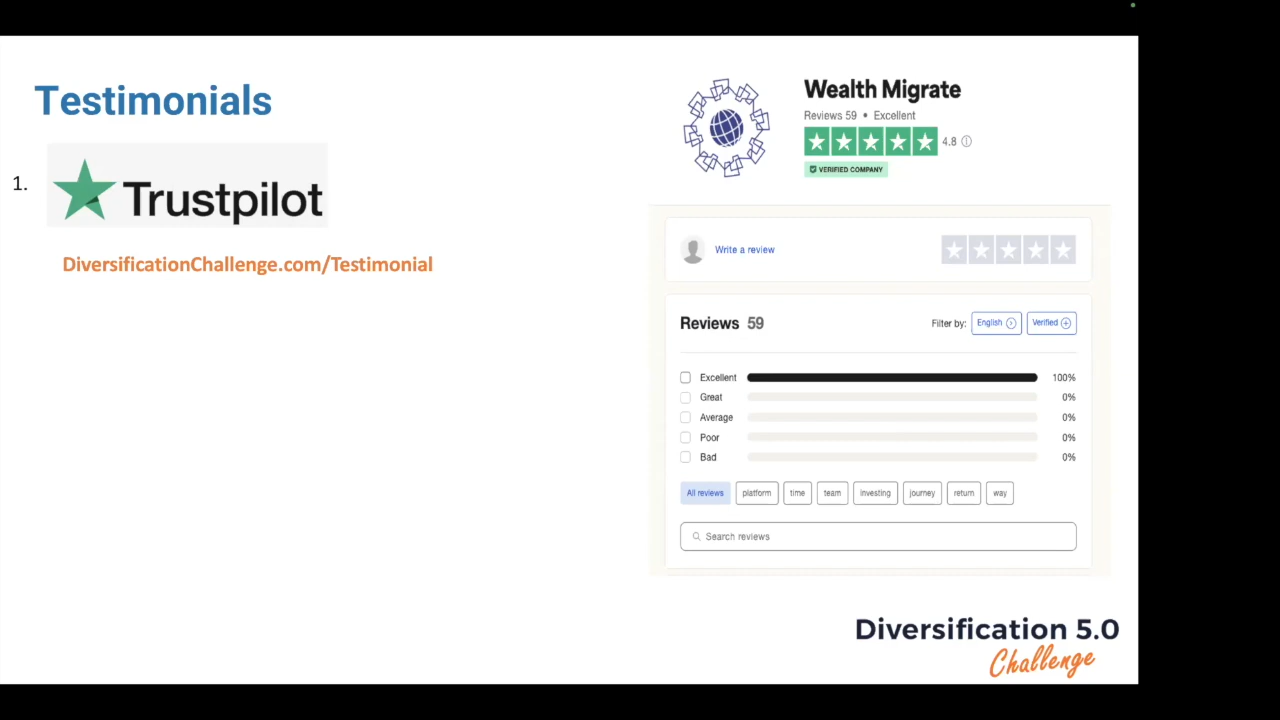 Testimonials
1.
Trustpilot
DiversificationChallenge.com/Testimonial
Wealth Migrate
Reviews 59 • Excellent
4.8
VERIFIED COMPANY
Write a review
Reviews 59
Filter by: English Verified
Excellent 100%
Great 0%
Average 0%
Poor 0%
Bad 0%
All reviews platform time team investing journey return way
Search reviews
Diversification 5.0
Challenge